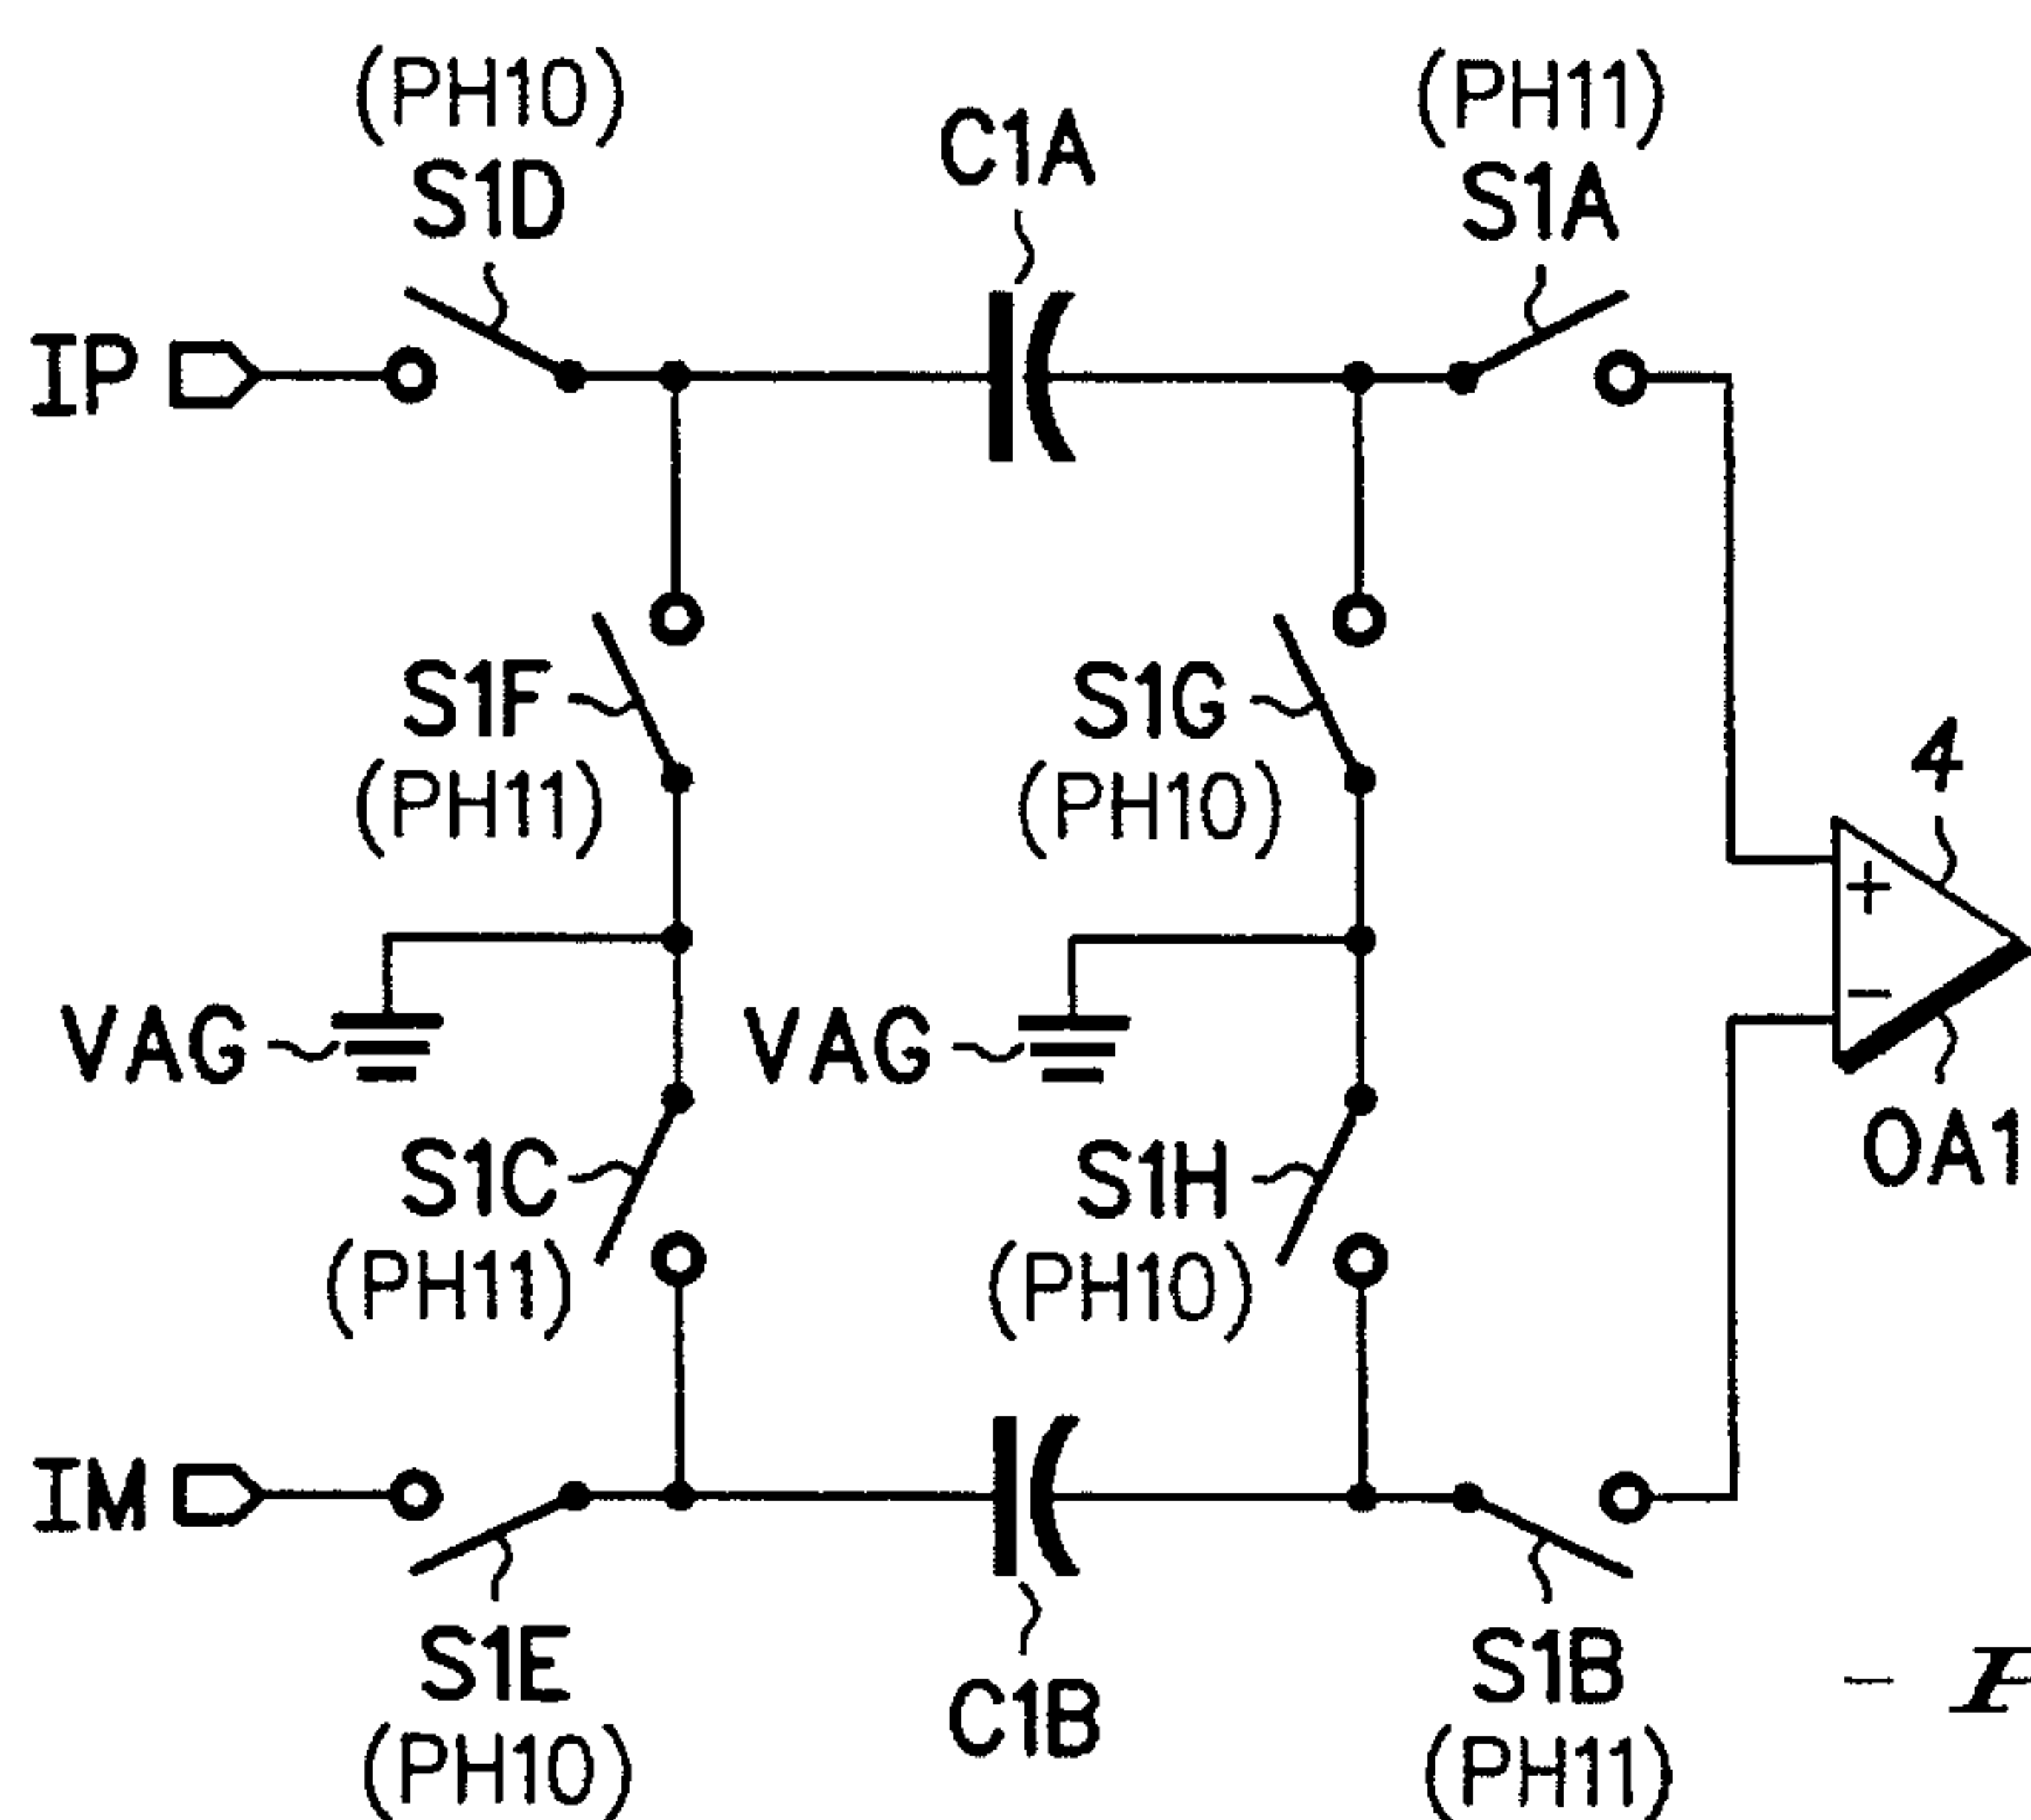 (PH10)
S1D
C1A
(PH11)
S1A
IP
S1F
(PH11)
S1G
(PH10)
4
+
-
VAG
VAG
OA1
S1C
(PH11)
S1H
(PH10)
IM
S1E
(PH10)
C1B
S1B
(PH11)